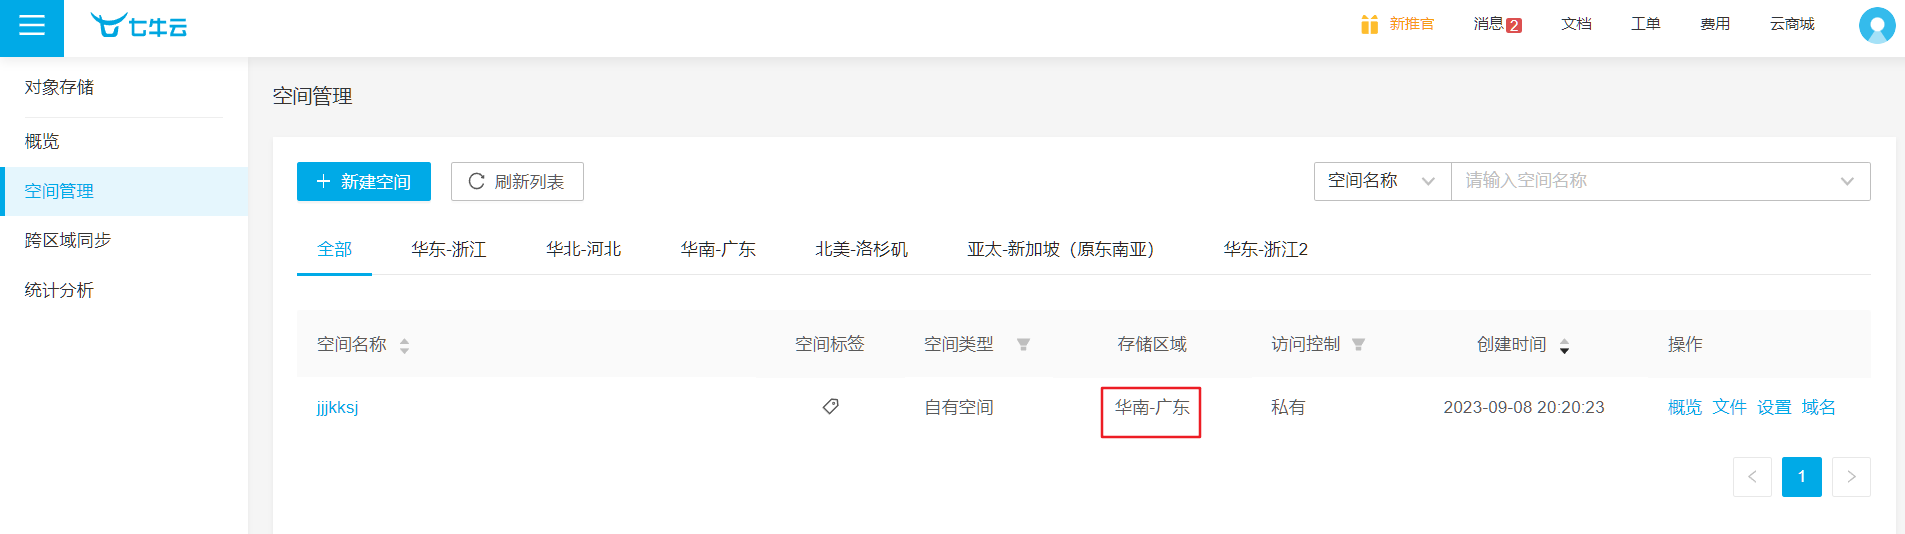 七牛云
新推官 消息 2 文档 工单 费用 云商城
对象存储
概览
空间管理
跨区域同步
统计分析
空间管理
新建空间 刷新列表 空间名称 请输入空间名称
全部 华东-浙江 华北-河北 华南-广东 北美-洛杉矶 亚太-新加坡（原东南亚） 华东-浙江2
空间名称 空间标签 空间类型 存储区域 访问控制 创建时间 操作
jjjkksj 自有空间 华南-广东 私有 2023-09-08 20:20:23 概览 文件 设置 域名
1